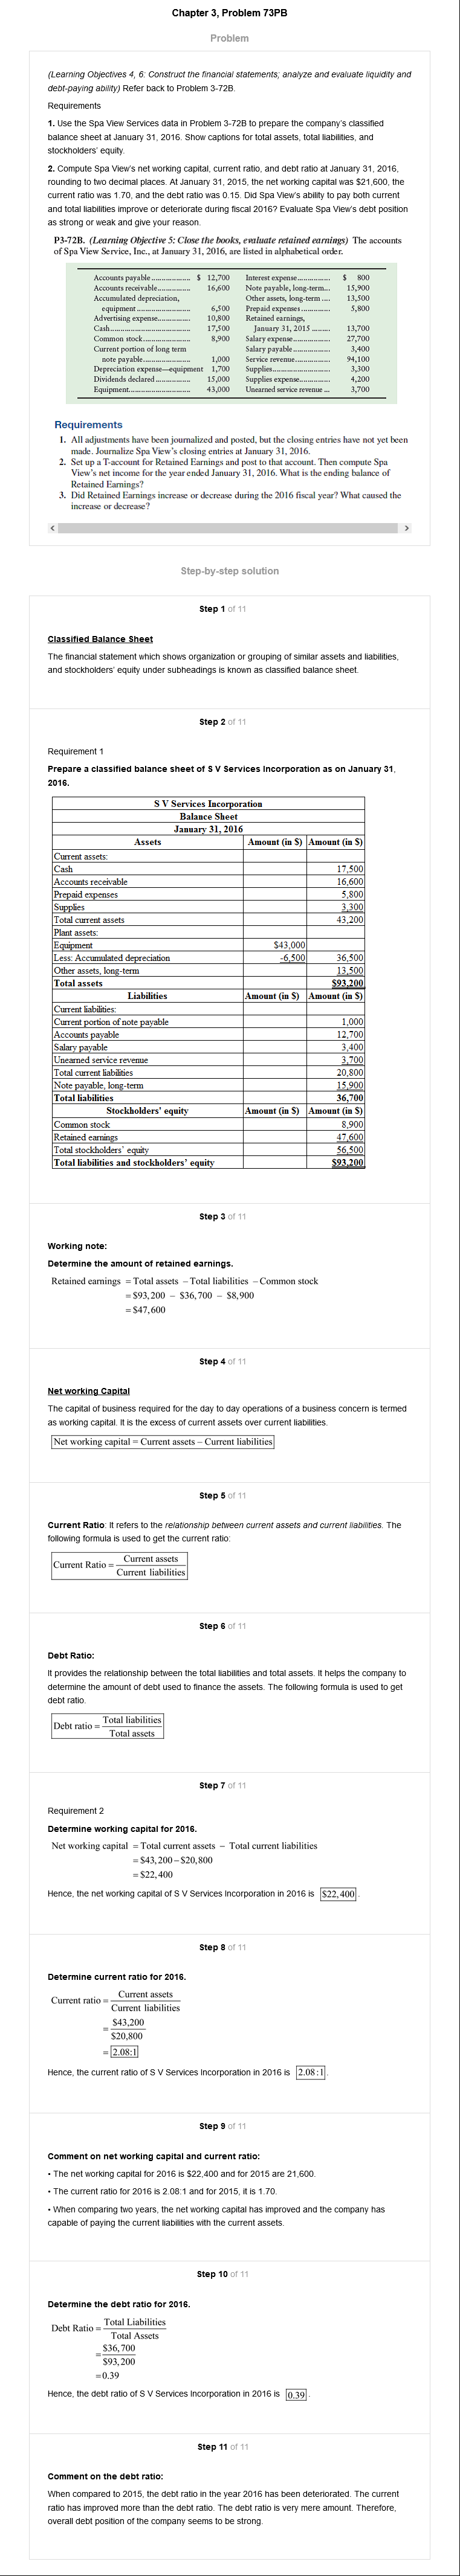 Chapter 3, Problem 73PB
Problem
(Learning Objectives 4, 6: Construct the financial statements; analyze and evaluate liquidity and
debt-paying ability) Refer back to Problem 3-72B.
Requirements
1. Use the Spa View Services data in Problem 3-72B to prepare the company's classified
balance sheet at January 31, 2016. Show captions for total assets, total liabilities, and
stockholders' equity.
2. Compute Spa View's net working capital, current ratio, and debt ratio at January 31, 2016,
rounding to two decimal places. At January 31, 2015, the net working capital was $21,600, the
current ratio was 1.70, and the debt ratio was 0.15. Did Spa View's ability to pay both current
and total liabilities improve or deteriorate during fiscal 2016? Evaluate Spa View's debt position
as strong or weak and give your reason.
P3-72B. (Learning Objective 5: Close the books, evaluate retained earnings) The accounts
of Spa View Service, Inc., at January 31, 2016, are listed in alphabetical order.
Accounts payable.................... $ 12,700 Interest expense............... $ 800
Accounts receivable................ 16,600 Note payable, long-term... 15,900
Accumulated depreciation, Other assets, long-term .... 13,500
equipment ......................... 6,500 Prepaid expenses.............. 5,800
Advertising expense............... 10,800 Retained earnings,
Cash....................................... 17,500 January 31, 2015 ......... 13,700
Common stock...................... 8,900 Salary expense.................. 27,700
Current portion of long term Salary payable.................. 3,400
note payable...................... 1,000 Service revenue................. 94,100
Depreciation expense—equipment 1,700 Supplies............................ 3,300
Dividends declared ................ 15,000 Supplies expense............... 4,200
Equipment.............................. 43,000 Unearned service revenue ... 3,700
Requirements
1. All adjustments have been journalized and posted, but the closing entries have not yet been
made. Journalize Spa View's closing entries at January 31, 2016.
2. Set up a T-account for Retained Earnings and post to that account. Then compute Spa
View's net income for the year ended January 31, 2016. What is the ending balance of
Retained Earnings?
3. Did Retained Earnings increase or decrease during the 2016 fiscal year? What caused the
increase or decrease?
Step-by-step solution
Step 1 of 11
Classified Balance Sheet
The financial statement which shows organization or grouping of similar assets and liabilities,
and stockholders' equity under subheadings is known as classified balance sheet.
Step 2 of 11
Requirement 1
Prepare a classified balance sheet of S V Services Incorporation as on January 31,
2016.
S V Services Incorporation
Balance Sheet
January 31, 2016
Assets Amount (in $) Amount (in $)
Current assets:
Cash 17,500
Accounts receivable 16,600
Prepaid expenses 5,800
Supplies 3,300
Total current assets 43,200
Plant assets:
Equipment $43,000
Less: Accumulated depreciation -6,500 36,500
Other assets, long-term 13,500
Total assets $93,200
Liabilities Amount (in $) Amount (in $)
Current liabilities:
Current portion of note payable 1,000
Accounts payable 12,700
Salary payable 3,400
Unearned service revenue 3,700
Total current liabilities 20,800
Note payable, long-term 15,900
Total liabilities 36,700
Stockholders' equity Amount (in $) Amount (in $)
Common stock 8,900
Retained earnings 47,600
Total stockholders' equity 56,500
Total liabilities and stockholders' equity $93,200
Step 3 of 11
Working note:
Determine the amount of retained earnings.
Retained earnings = Total assets − Total liabilities − Common stock
= $93,200 − $36,700 − $8,900
= $47,600
Step 4 of 11
Net working Capital
The capital of business required for the day to day operations of a business concern is termed
as working capital. It is the excess of current assets over current liabilities.
Net working capital = Current assets − Current liabilities
Step 5 of 11
Current Ratio: It refers to the relationship between current assets and current liabilities. The
following formula is used to get the current ratio:
Current Ratio = Current assets
Current liabilities
Step 6 of 11
Debt Ratio:
It provides the relationship between the total liabilities and total assets. It helps the company to
determine the amount of debt used to finance the assets. The following formula is used to get
debt ratio.
Debt ratio = Total liabilities
Total assets
Step 7 of 11
Requirement 2
Determine working capital for 2016.
Net working capital = Total current assets − Total current liabilities
= $43,200 − $20,800
= $22,400
Hence, the net working capital of S V Services Incorporation in 2016 is $22,400.
Step 8 of 11
Determine current ratio for 2016.
Current ratio = Current assets
Current liabilities
= $43,200
$20,800
= 2.08:1
Hence, the current ratio of S V Services Incorporation in 2016 is 2.08:1.
Step 9 of 11
Comment on net working capital and current ratio:
• The net working capital for 2016 is $22,400 and for 2015 are 21,600.
• The current ratio for 2016 is 2.08:1 and for 2015, it is 1.70.
• When comparing two years, the net working capital has improved and the company has
capable of paying the current liabilities with the current assets.
Step 10 of 11
Determine the debt ratio for 2016.
Debt Ratio = Total Liabilities
Total Assets
= $36,700
$93,200
= 0.39
Hence, the debt ratio of S V Services Incorporation in 2016 is 0.39.
Step 11 of 11
Comment on the debt ratio:
When compared to 2015, the debt ratio in the year 2016 has been deteriorated. The current
ratio has improved more than the debt ratio. The debt ratio is very mere amount. Therefore,
overall debt position of the company seems to be strong.